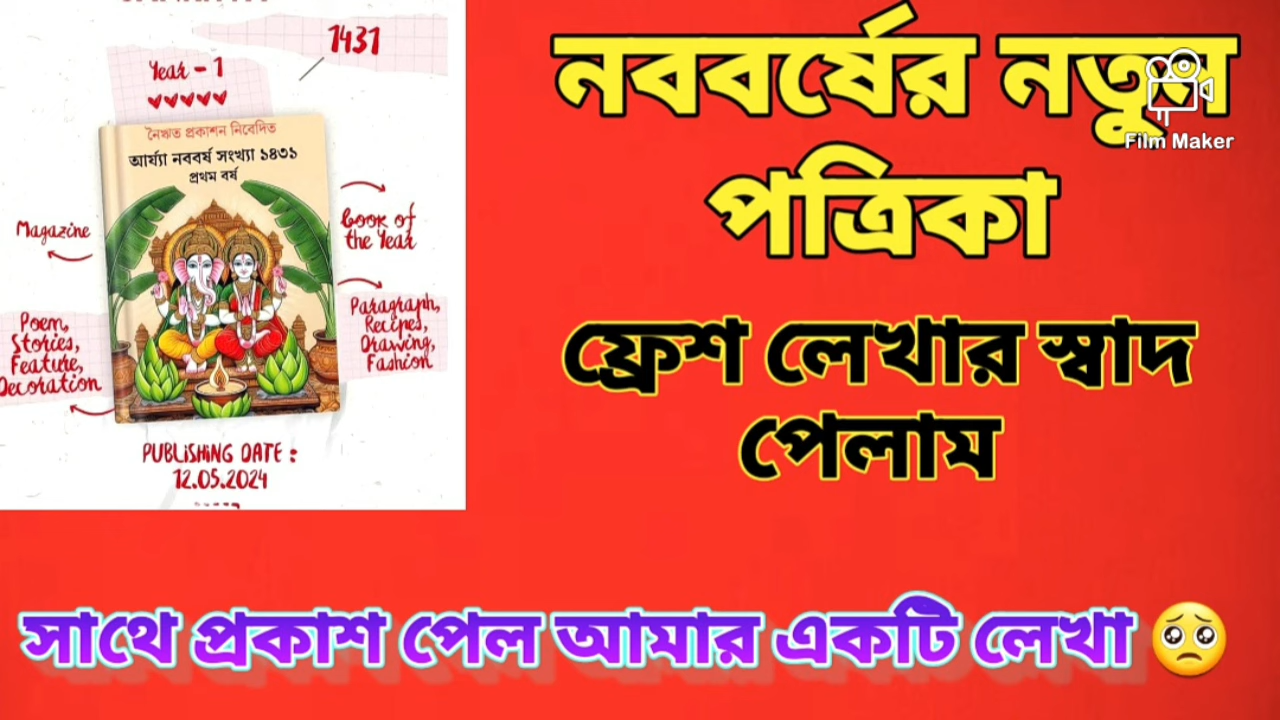 1431
Year - 1
নৈঋত প্রকাশন নিবেদিত
আর্য্যা নববর্ষ সংখ্যা ১৪৩১
প্রথম বর্ষ
Magazine
Book of
the Year
Poem,
Stories,
Feature,
Decoration
Paragraph,
Recipes,
Drawing,
Fashion
PUBLISHING DATE :
12.05.2024
নববর্ষের নতুন
Film Maker
পত্রিকা
ফ্রেশ লেখার স্বাদ
পেলাম
সাথে প্রকাশ পেল আমার একটি লেখা 🥺